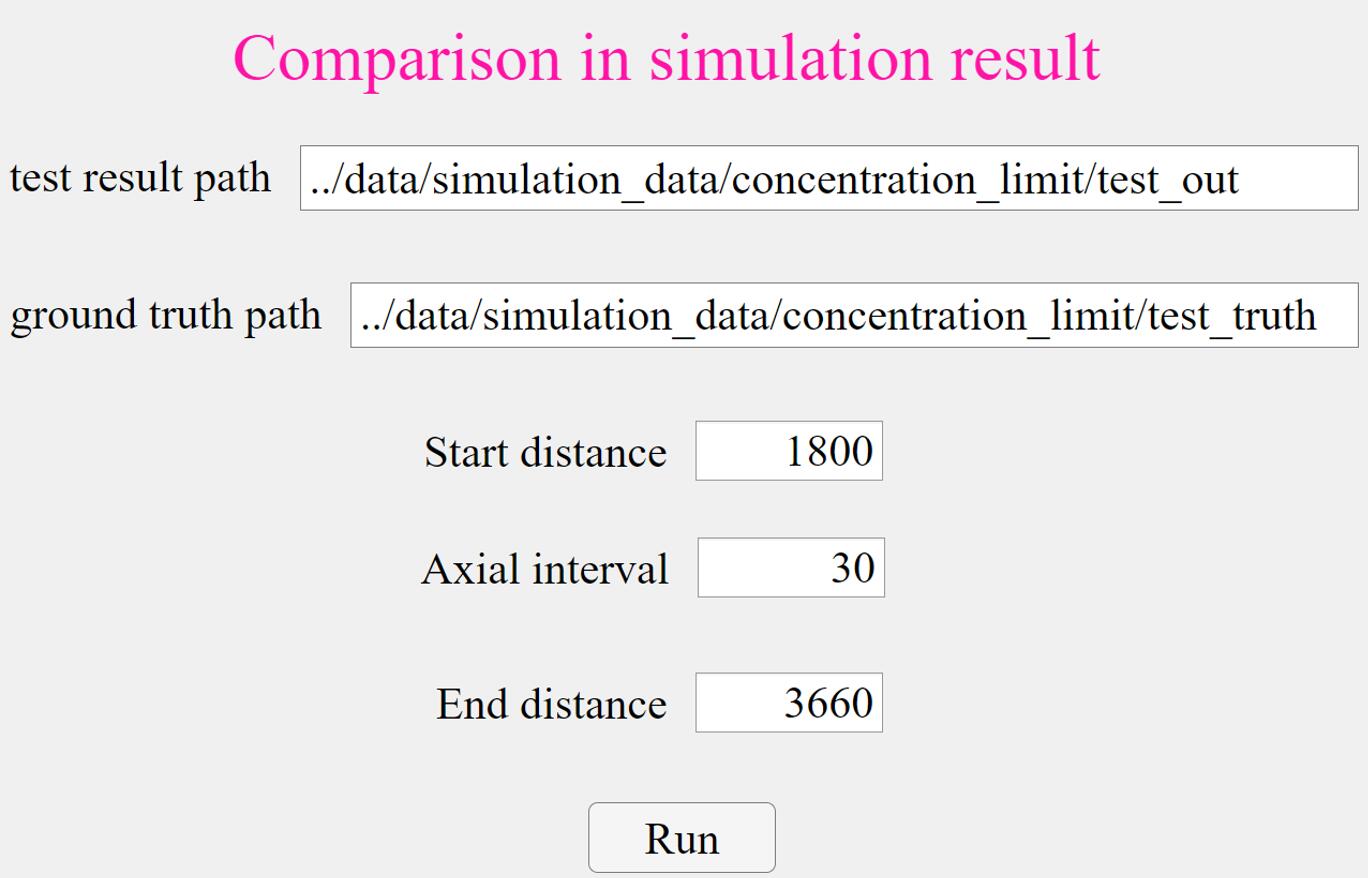 Comparison in simulation result
test result path ../data/simulation_data/concentration_limit/test_out
ground truth path ../data/simulation_data/concentration_limit/test_truth
Start distance 1800
Axial interval 30
End distance 3660
Run